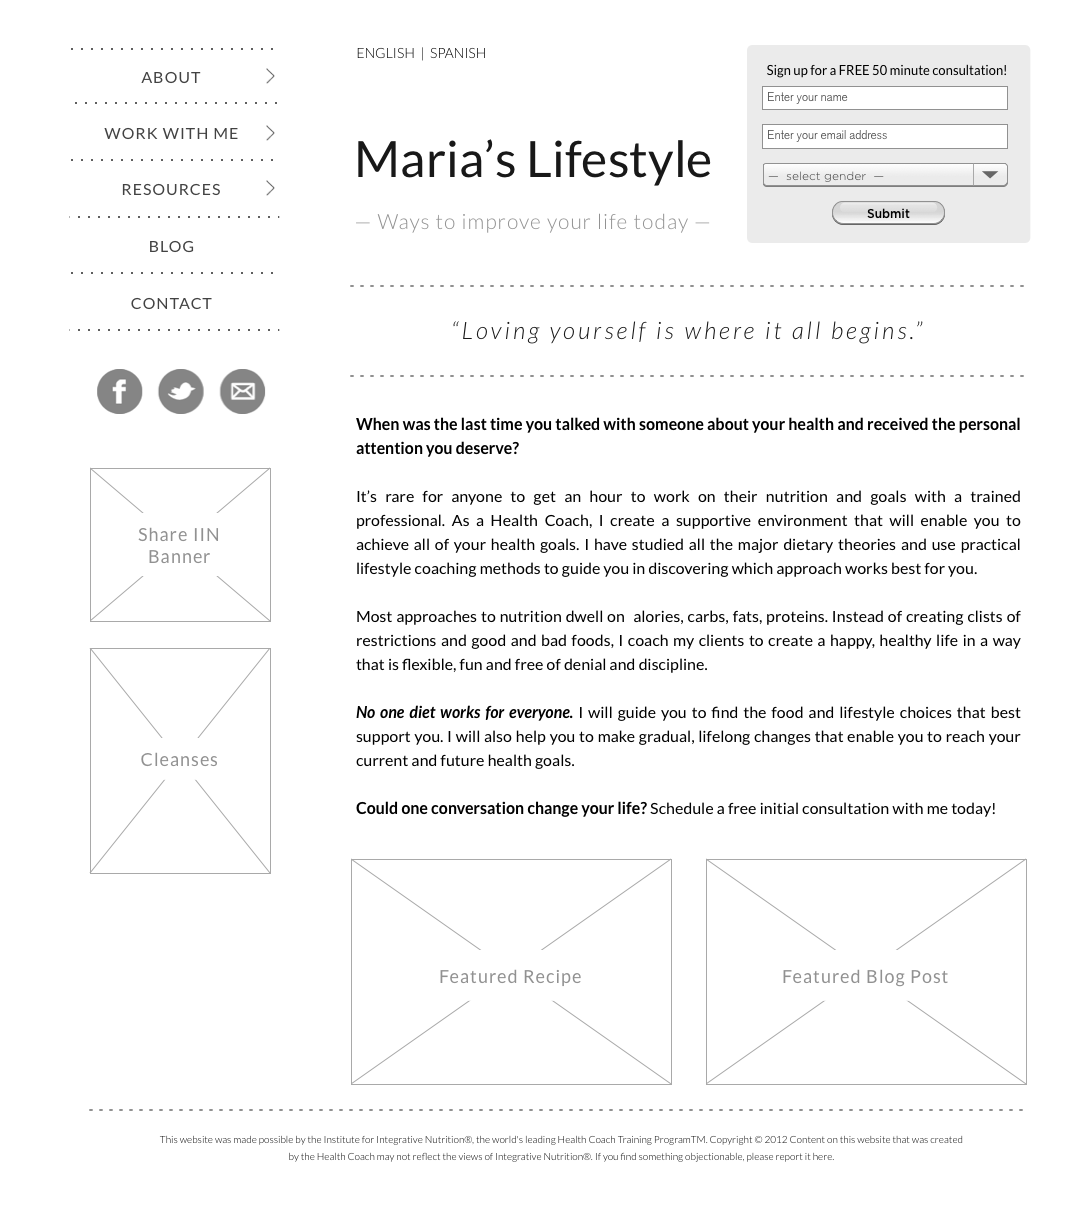 ABOUT
WORK WITH ME
RESOURCES
BLOG
CONTACT
Share IIN
Banner
Cleanses
ENGLISH | SPANISH
Maria’s Lifestyle
— Ways to improve your life today —
Sign up for a FREE 50 minute consultation!
Enter your name
Enter your email address
— select gender —
Submit
“Loving yourself is where it all begins.”
When was the last time you talked with someone about your health and received the personal
attention you deserve?
It’s rare for anyone to get an hour to work on their nutrition and goals with a trained
professional. As a Health Coach, I create a supportive environment that will enable you to
achieve all of your health goals. I have studied all the major dietary theories and use practical
lifestyle coaching methods to guide you in discovering which approach works best for you.
Most approaches to nutrition dwell on  alories, carbs, fats, proteins. Instead of creating clists of
restrictions and good and bad foods, I coach my clients to create a happy, healthy life in a way
that is flexible, fun and free of denial and discipline.
No one diet works for everyone. I will guide you to find the food and lifestyle choices that best
support you. I will also help you to make gradual, lifelong changes that enable you to reach your
current and future health goals.
Could one conversation change your life? Schedule a free initial consultation with me today!
Featured Recipe
Featured Blog Post
This website was made possible by the Institute for Integrative Nutrition®, the world's leading Health Coach Training ProgramTM. Copyright © 2012 Content on this website that was created
by the Health Coach may not reflect the views of Integrative Nutrition®. If you find something objectionable, please report it here.